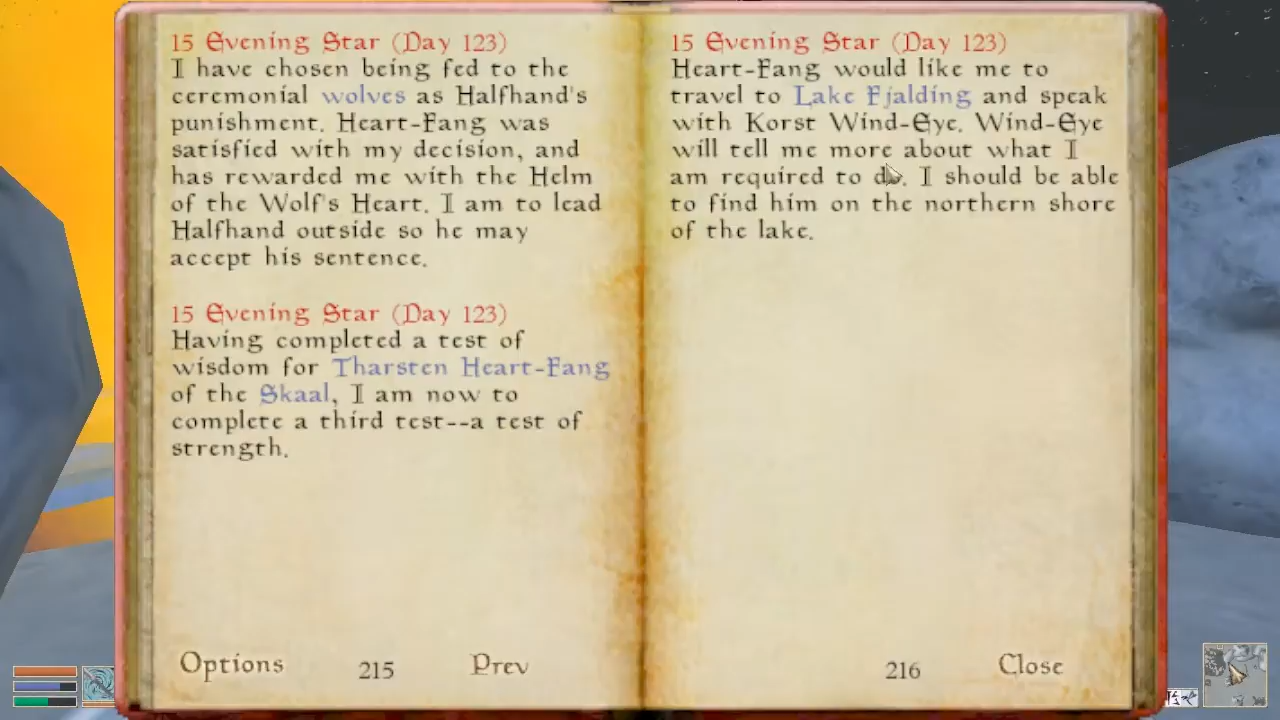 15 Evening Star (Day 123)
I have chosen being fed to the
ceremonial wolves as Halfhand's
punishment. Heart-Fang was
satisfied with my decision, and
has rewarded me with the Helm
of the Wolf's Heart. I am to lead
Halfhand outside so he may
accept his sentence.
15 Evening Star (Day 123)
Having completed a test of
wisdom for Tharsten Heart-Fang
of the Skaal, I am now to
complete a third test--a test of
strength.
15 Evening Star (Day 123)
Heart-Fang would like me to
travel to Lake Fjalding and speak
with Korst Wind-Eye. Wind-Eye
will tell me more about what I
am required to do. I should be able
to find him on the northern shore
of the lake.
Options 215 Prev 216 Close